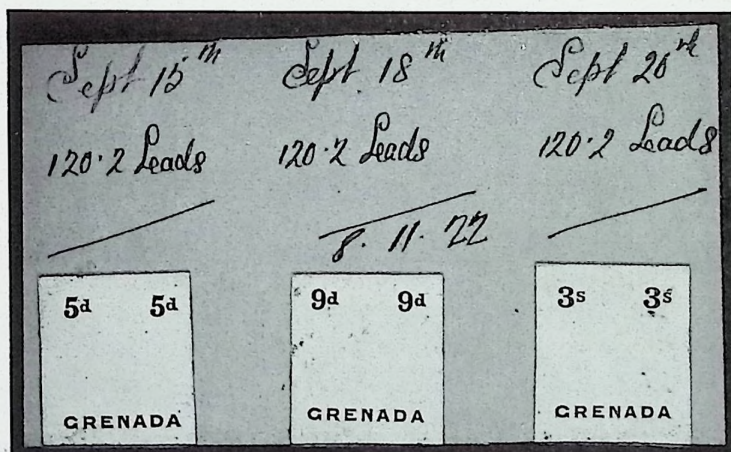 Sept 15th Sept 18th Sept 20th
120·2 Leads 120·2 Leads 120·2 Leads
8·11·22
5d 5d 9d 9d 3s 3s
GRENADA GRENADA GRENADA